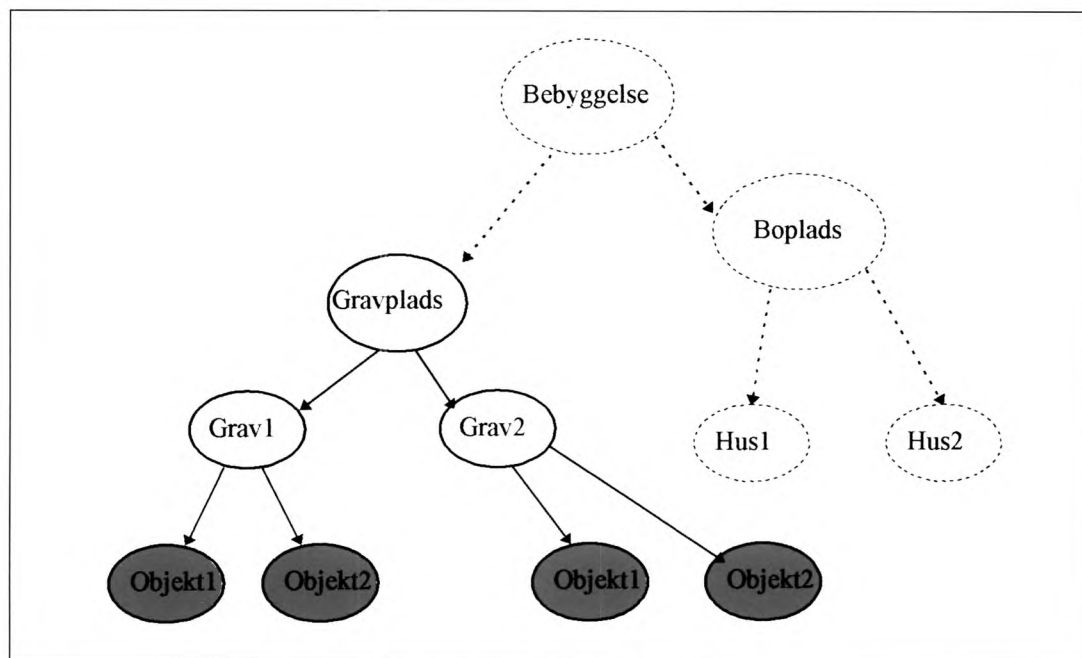 Bebyggelse
Boplads
Gravplads
Grav1
Grav2
Hus1
Hus2
Objekt1
Objekt2
Objekt1
Objekt2